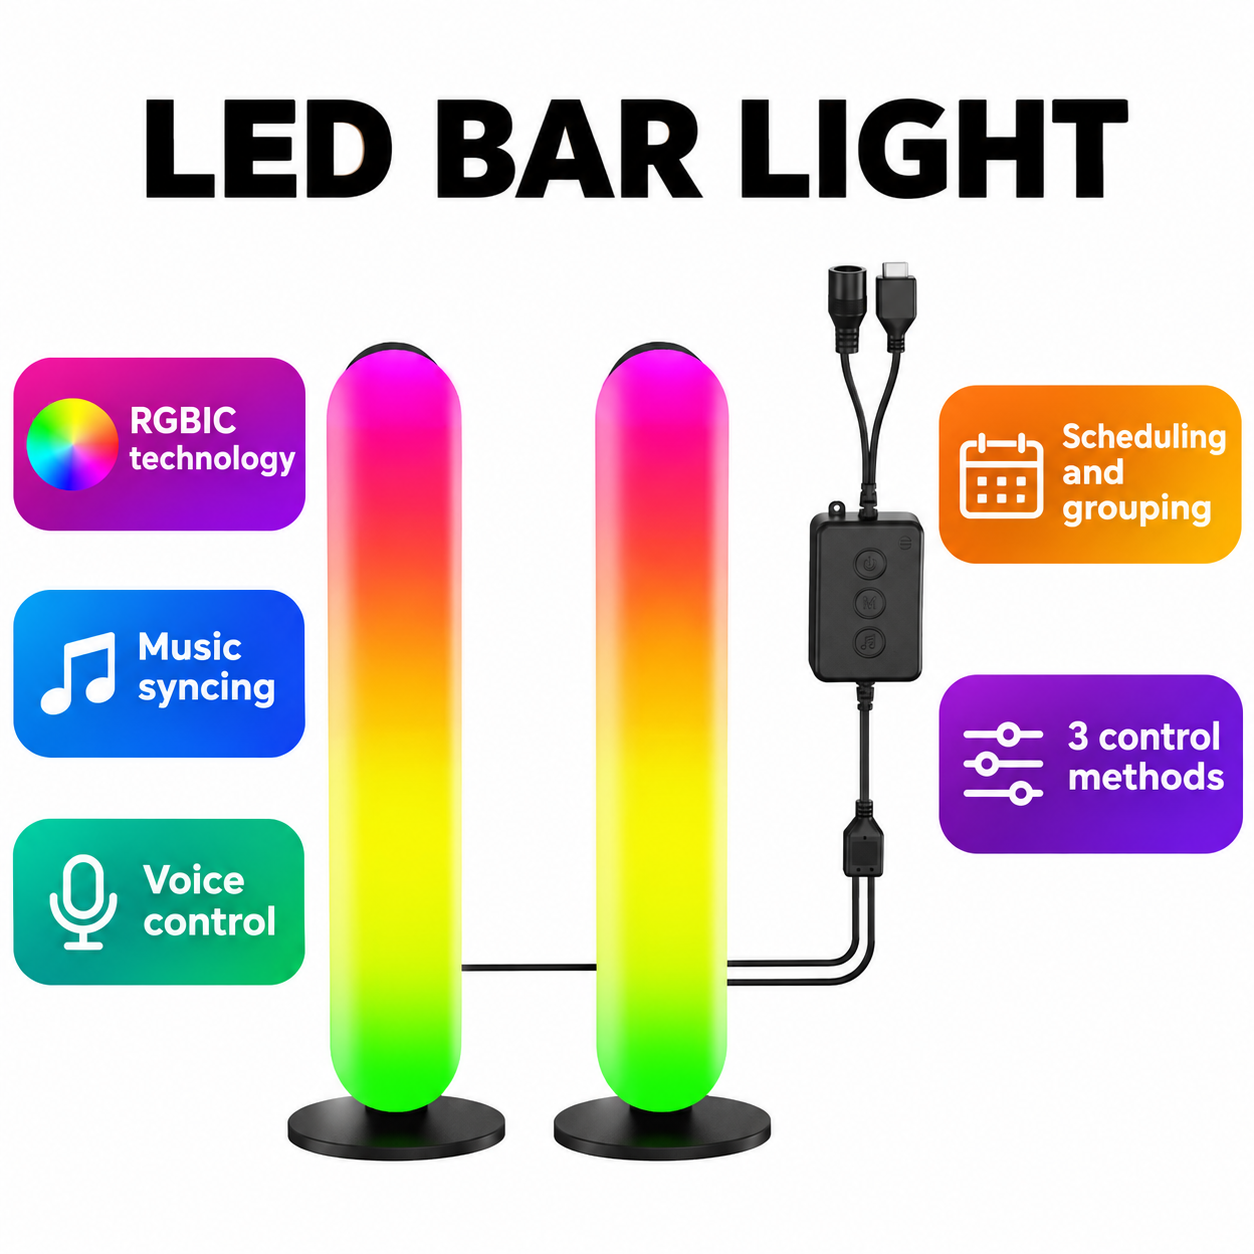 LED BAR LIGHT
RGBIC
technology
Music
syncing
Voice
control
Scheduling
and
grouping
3 control
methods
M